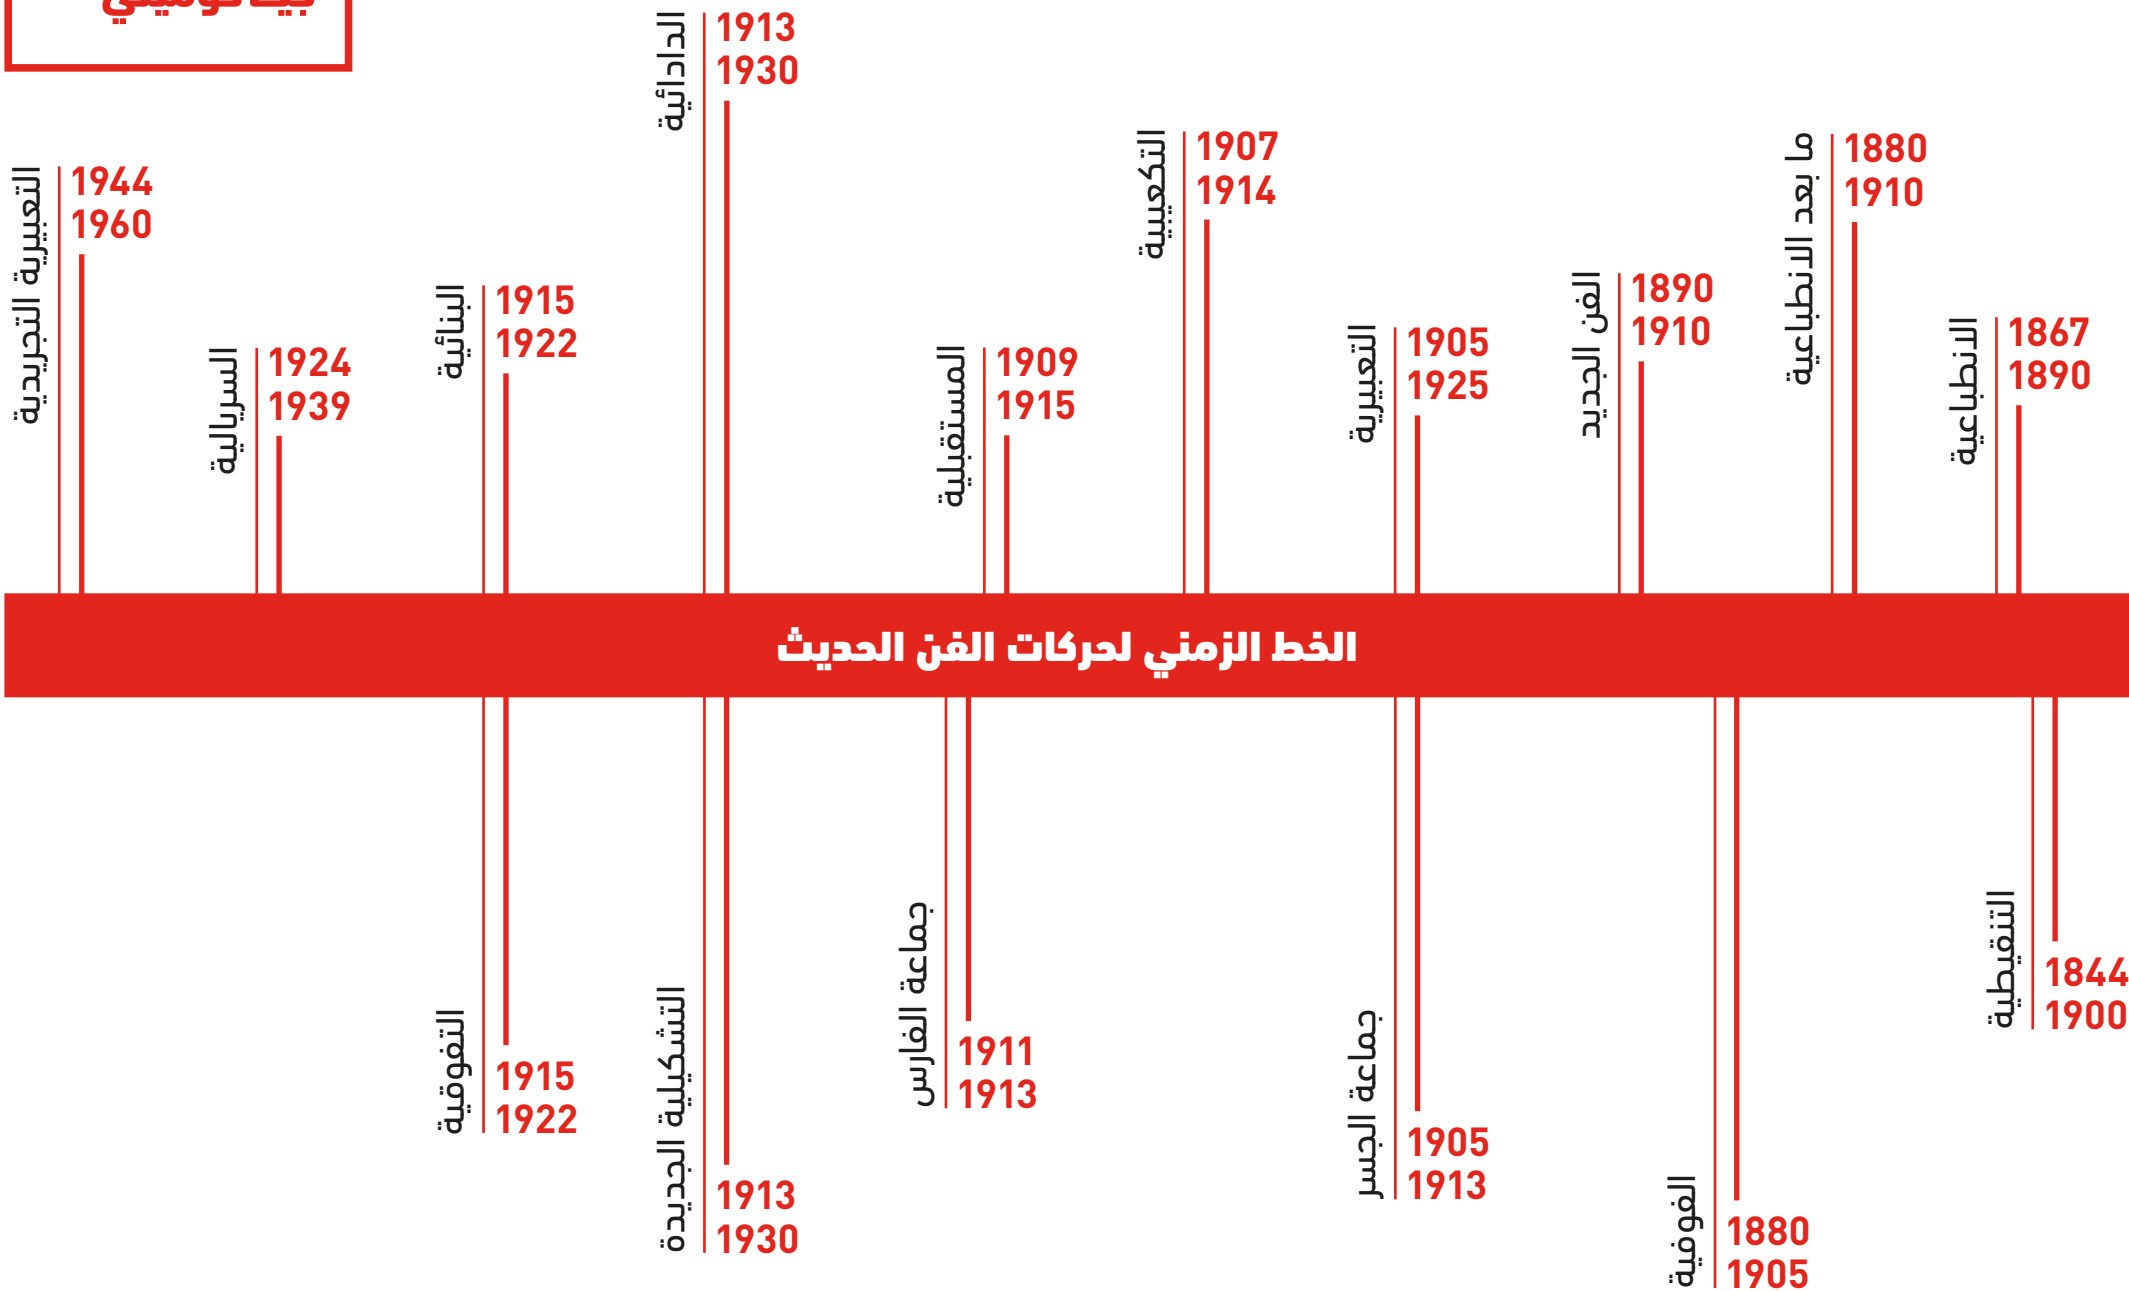 الانطباعية
1867
1890
ما بعد الانطباعية
1880
1910
الفن الجديد
1890
1910
التعبيرية
1905
1925
التكعيبية
1907
1914
المستقبلية
1909
1915
الدادائية
1913
1930
البنائية
1915
1922
السريالية
1924
1939
التعبيرية التجريدية
1944
1960
الخط الزمني لحركات الفن الحديث
التنقيطية
1844
1900
الفوفية
1880
1905
جماعة الجسر
1905
1913
جماعة الفارس
1911
1913
التشكيلية الجديدة
1913
1930
التفوقية
1915
1922